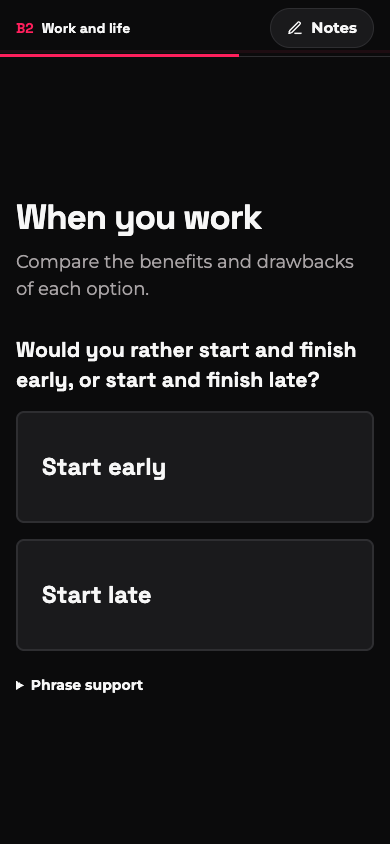 B2 Work and life
Notes
When you work
Compare the benefits and drawbacks
of each option.
Would you rather start and finish
early, or start and finish late?
Start early
Start late
Phrase support